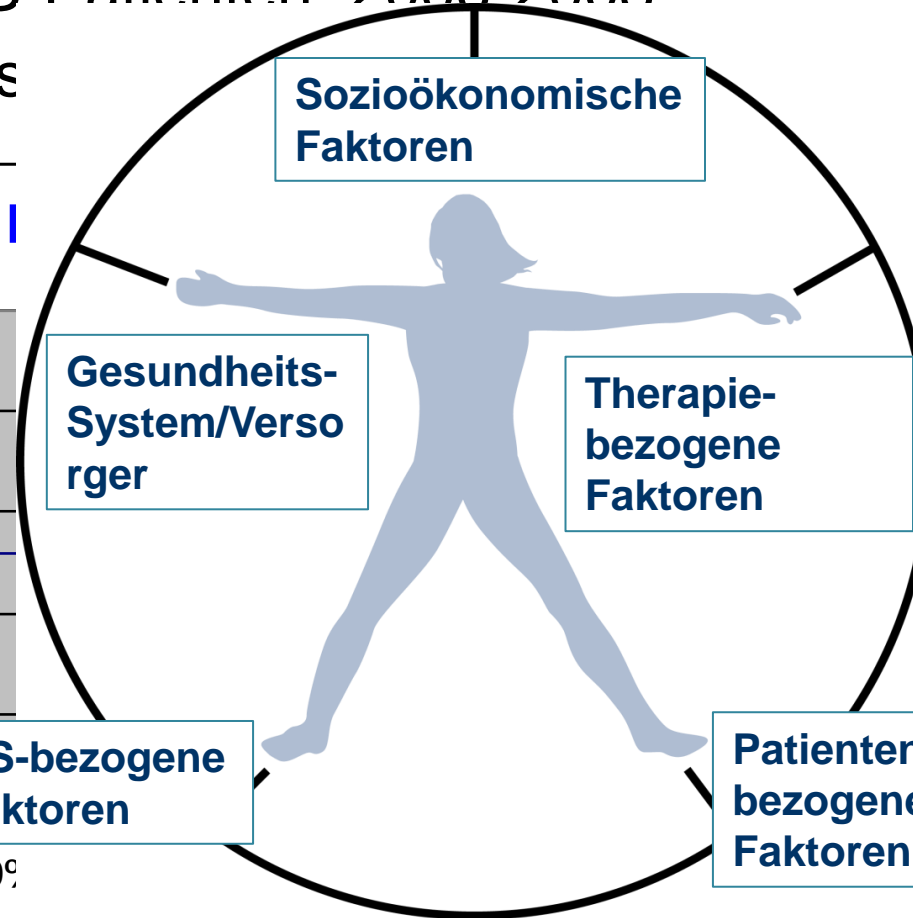 Sozioökonomische
Faktoren
Gesundheits-
System/Verso
rger
Therapie-
bezogene
Faktoren
S-bezogene
ktoren
Patienten
bezogene
Faktoren